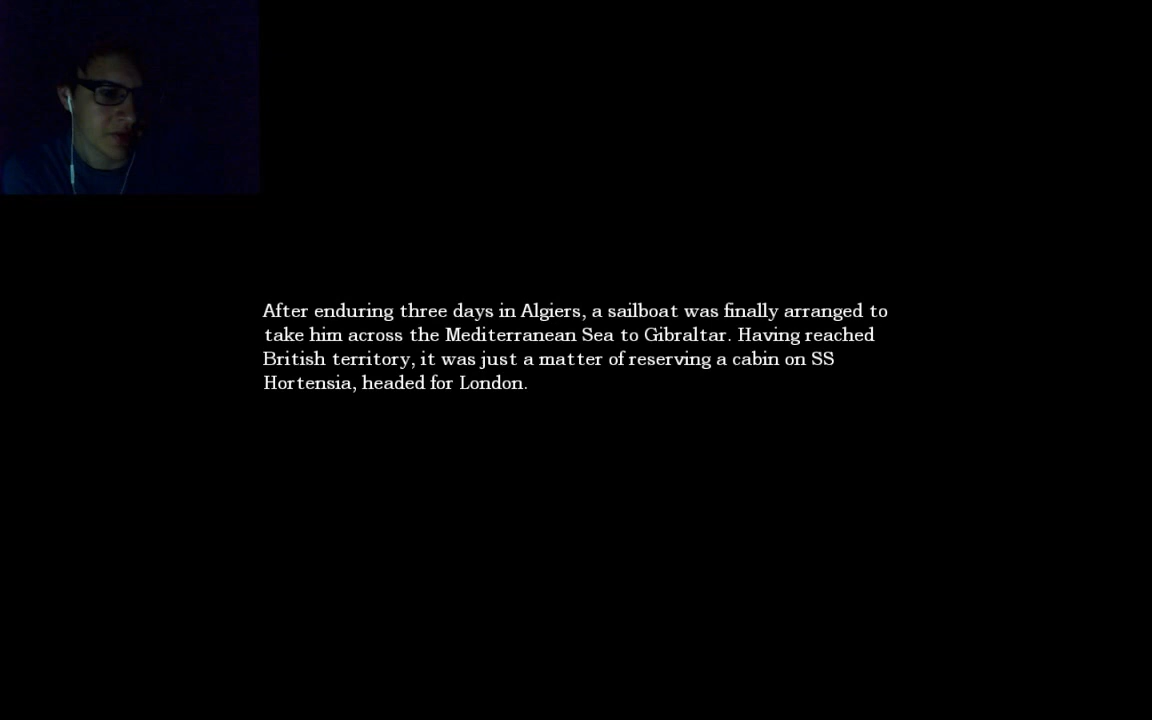 After enduring three days in Algiers, a sailboat was finally arranged to
take him across the Mediterranean Sea to Gibraltar. Having reached
British territory, it was just a matter of reserving a cabin on SS
Hortensia, headed for London.